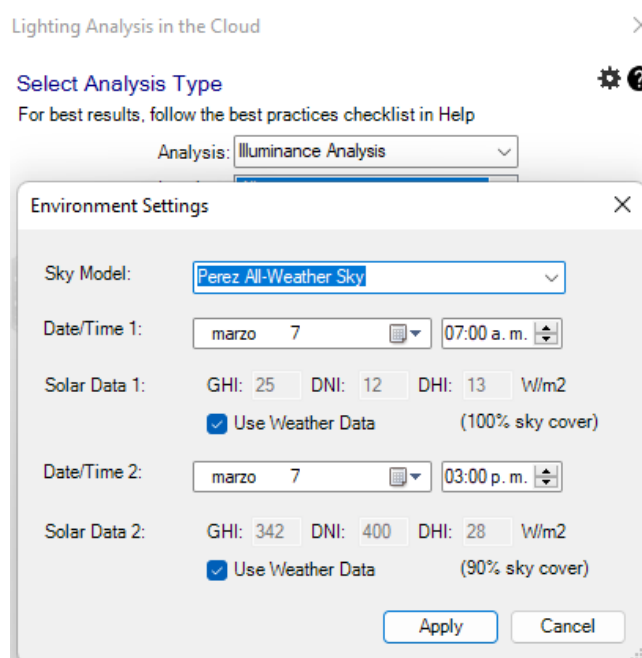 Lighting Analysis in the Cloud
Select Analysis Type
For best results, follow the best practices checklist in Help
Analysis: Illuminance Analysis
Environment Settings
Sky Model: Perez All-Weather Sky
Date/Time 1: marzo 7 07:00 a. m.
Solar Data 1: GHI: 25 DNI: 12 DHI: 13 W/m2
Use Weather Data (100% sky cover)
Date/Time 2: marzo 7 03:00 p. m.
Solar Data 2: GHI: 342 DNI: 400 DHI: 28 W/m2
Use Weather Data (90% sky cover)
Apply Cancel